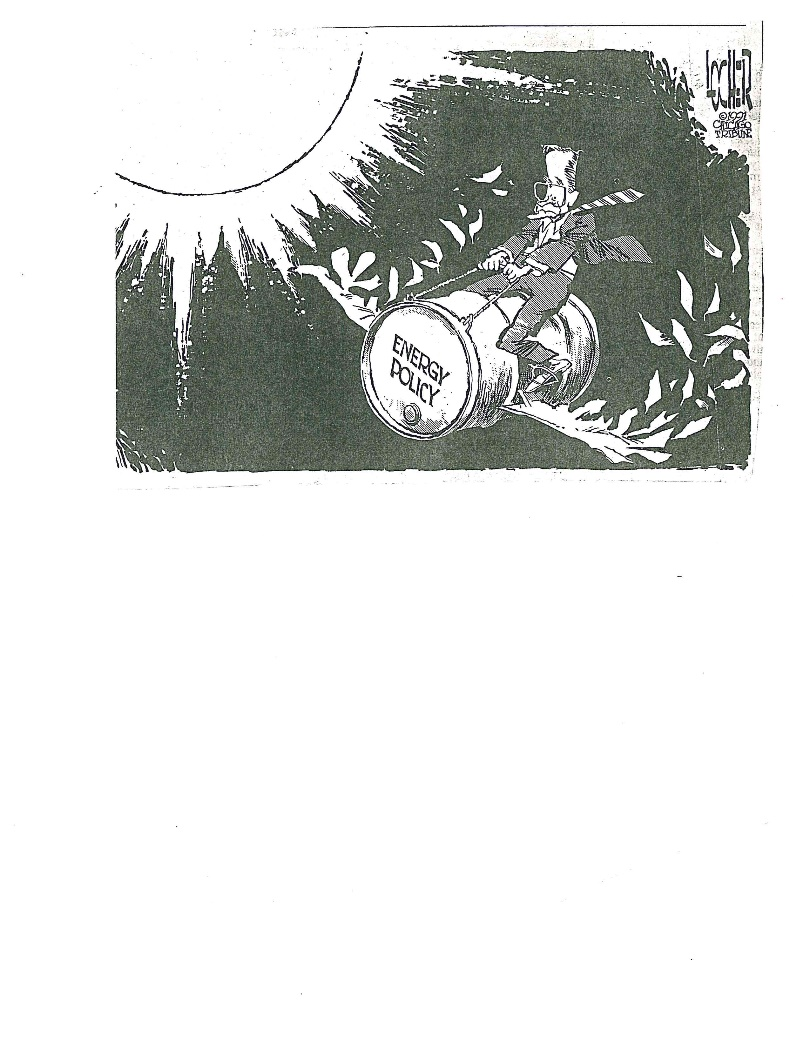 LOCHER
©1991
CHICAGO
TRIBUNE
ENERGY
POLICY